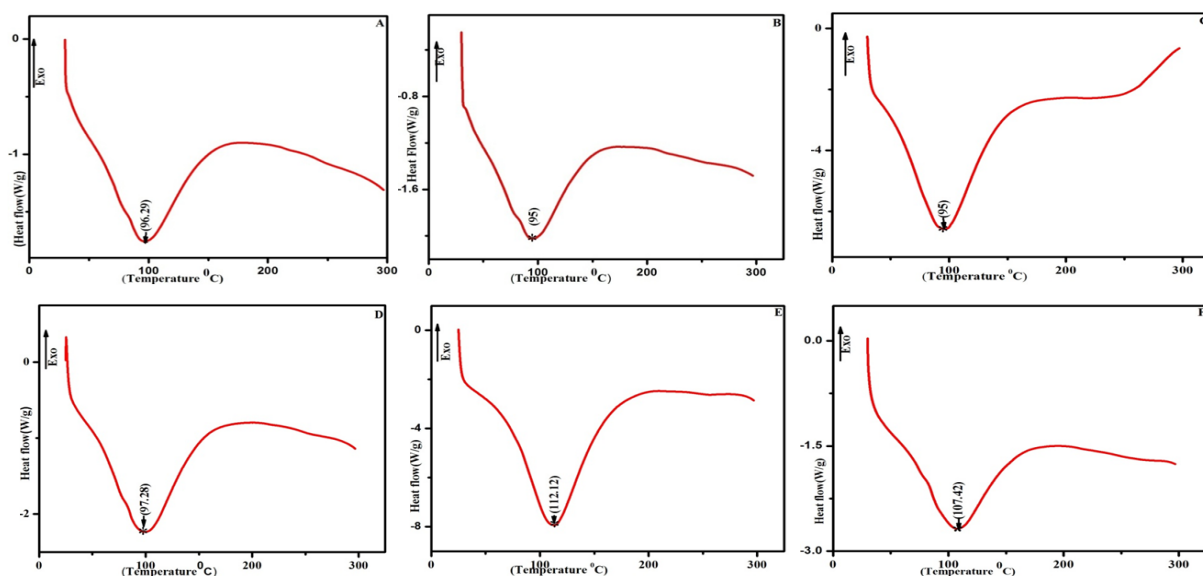 A
Exo
0
-1
(Heat flow(W/g)
(96.29)
0
100
200
300
(Temperature °C)
B
Exo
-0.8
-1.6
Heat Flow(W/g)
(95)
0
100
200
300
(Temperature °C)
C
Exo
0
-4
Heat flow(W/g)
(95)
0
100
200
300
(Temperature °C)
D
Exo
0
-2
Heat flow(W/g)
(97.28)
0
100
200
300
(Temperature °C)
E
Exo
0
-4
-8
Heat flow(W/g)
(112.12)
0
100
200
300
(Temperature °C)
F
Exo
0.0
-1.5
-3.0
Heat flow(W/g)
(107.42)
0
100
200
300
(Temperature °C)